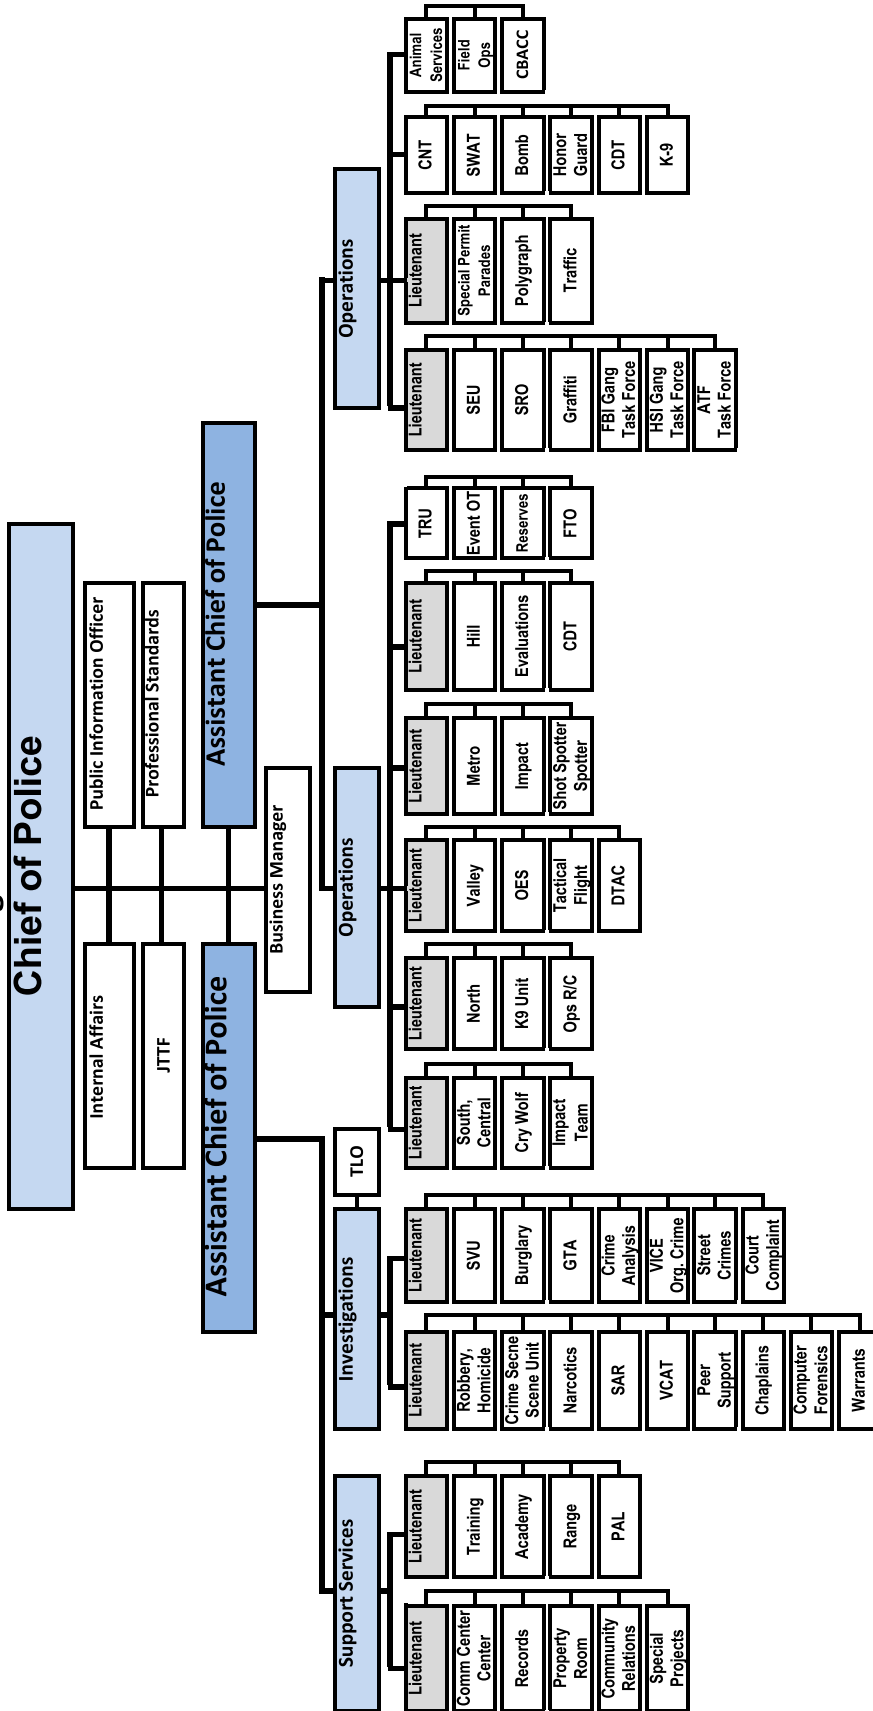 Chief of Police
Internal Affairs
Public Information Officer
JTTF
Professional Standards
Assistant Chief of Police
Assistant Chief of Police
Business Manager
Support Services
Investigations
TLO
Operations
Operations
Lieutenant
Comm Center
Center
Records
Property
Room
Community
Relations
Special
Projects
Lieutenant
Training
Academy
Range
PAL
Lieutenant
Robbery,
Homicide
Crime Secne
Scene Unit
Narcotics
SAR
VCAT
Peer
Support
Chaplains
Computer
Forensics
Warrants
Lieutenant
SVU
Burglary
GTA
Crime
Analysis
VICE
Org. Crime
Street
Crimes
Court
Complaint
Lieutenant
South,
Central
Cry Wolf
Impact
Team
Lieutenant
North
K9 Unit
Ops R/C
Lieutenant
Valley
OES
Tactical
Flight
DTAC
Lieutenant
Metro
Impact
Shot Spotter
Spotter
Lieutenant
Hill
Evaluations
CDT
TRU
Event OT
Reserves
FTO
Lieutenant
SEU
SRO
Graffiti
FBI Gang
Task Force
HSI Gang
Task Force
ATF
Task Force
Lieutenant
Special Permit
Parades
Polygraph
Traffic
CNT
SWAT
Bomb
Honor
Guard
CDT
K-9
Animal
Services
Field
Ops
CBACC